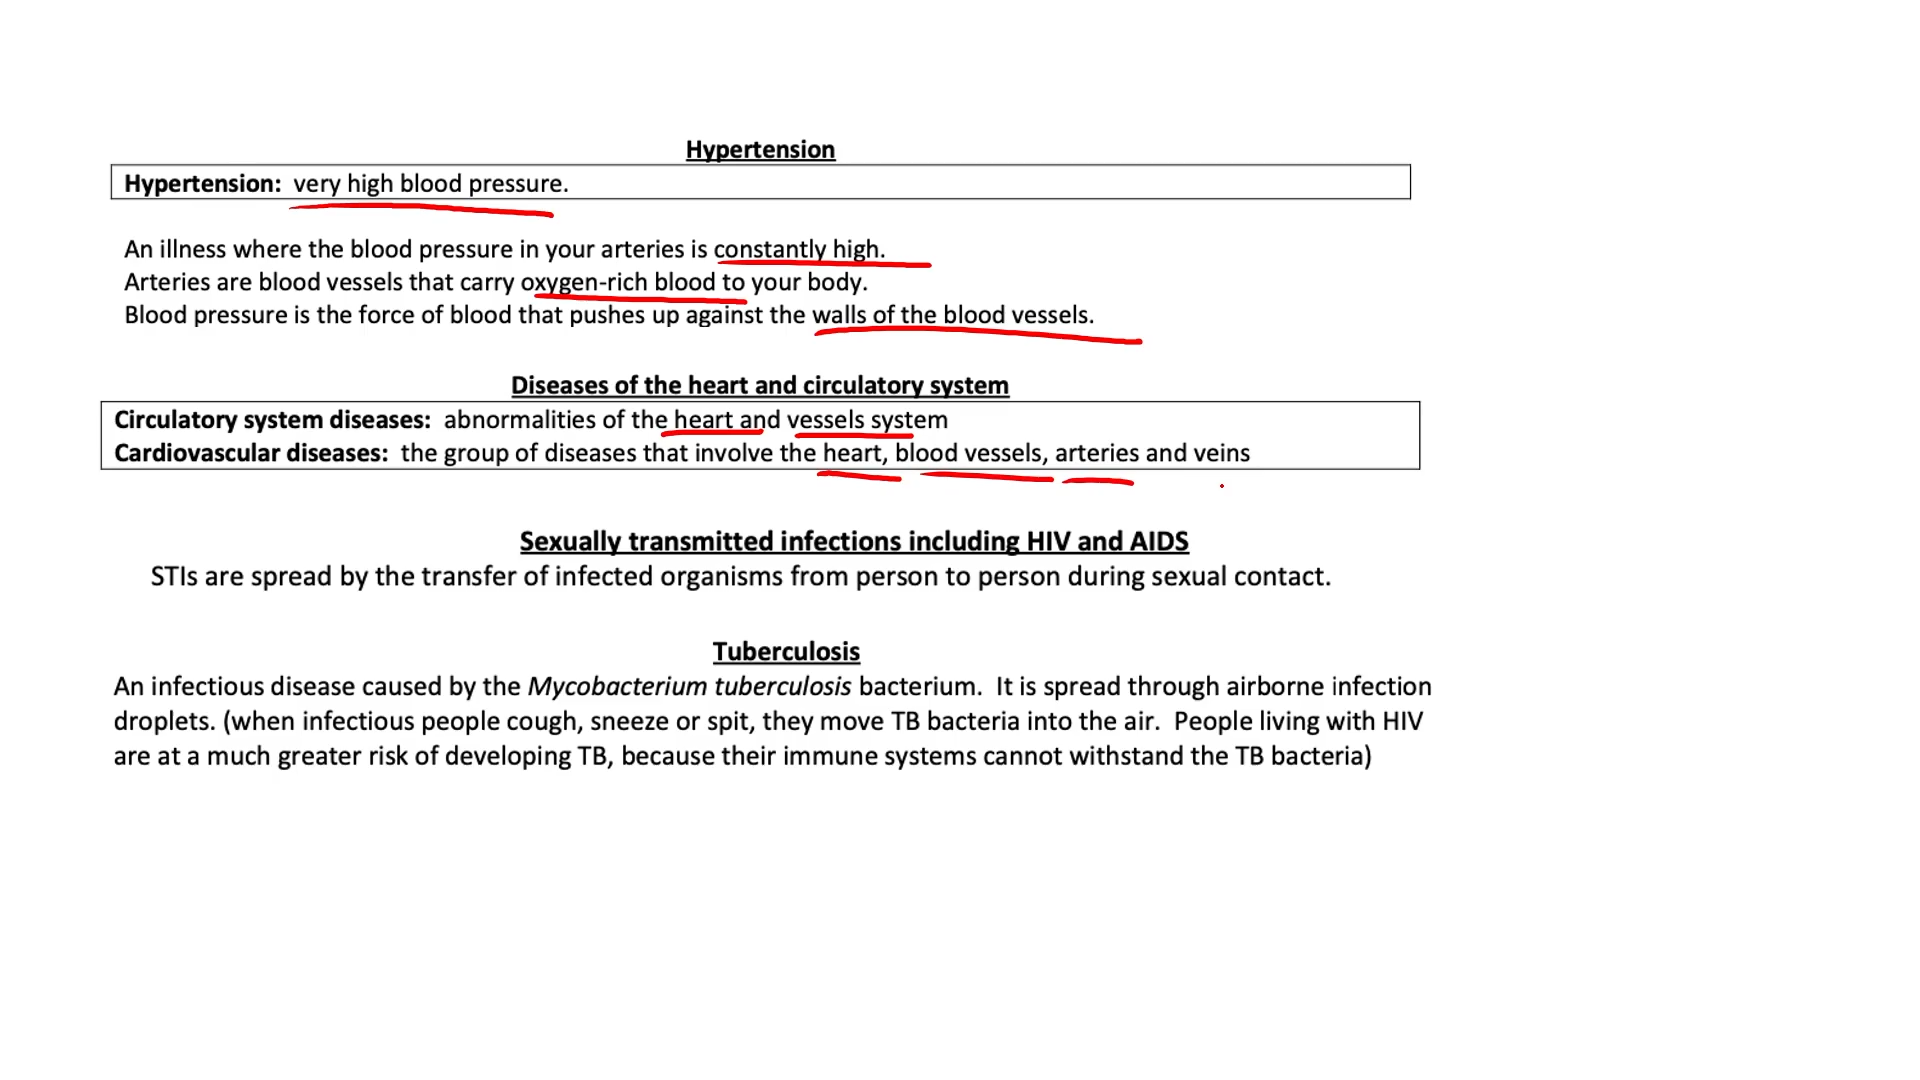 Hypertension
Hypertension: very high blood pressure.
An illness where the blood pressure in your arteries is constantly high.
Arteries are blood vessels that carry oxygen-rich blood to your body.
Blood pressure is the force of blood that pushes up against the walls of the blood vessels.
Diseases of the heart and circulatory system
Circulatory system diseases: abnormalities of the heart and vessels system
Cardiovascular diseases: the group of diseases that involve the heart, blood vessels, arteries and veins
Sexually transmitted infections including HIV and AIDS
STIs are spread by the transfer of infected organisms from person to person during sexual contact.
Tuberculosis
An infectious disease caused by the Mycobacterium tuberculosis bacterium. It is spread through airborne infection
droplets. (when infectious people cough, sneeze or spit, they move TB bacteria into the air. People living with HIV
are at a much greater risk of developing TB, because their immune systems cannot withstand the TB bacteria)